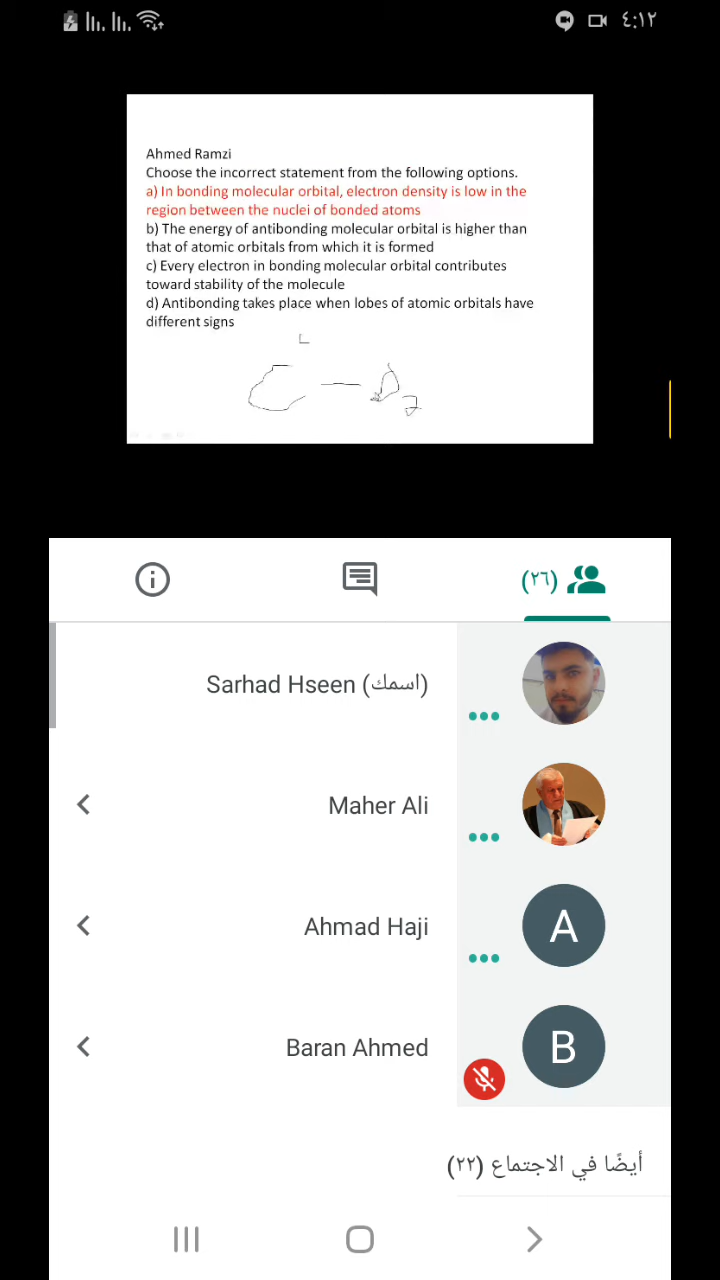 ٤:١٢
Ahmed Ramzi
Choose the incorrect statement from the following options.
a) In bonding molecular orbital, electron density is low in the
region between the nuclei of bonded atoms
b) The energy of antibonding molecular orbital is higher than
that of atomic orbitals from which it is formed
c) Every electron in bonding molecular orbital contributes
toward stability of the molecule
d) Antibonding takes place when lobes of atomic orbitals have
different signs
(٢٦)
Sarhad Hseen (اسمك)
Maher Ali
Ahmad Haji
A
Baran Ahmed
B
أيضًا في الاجتماع (٢٢)